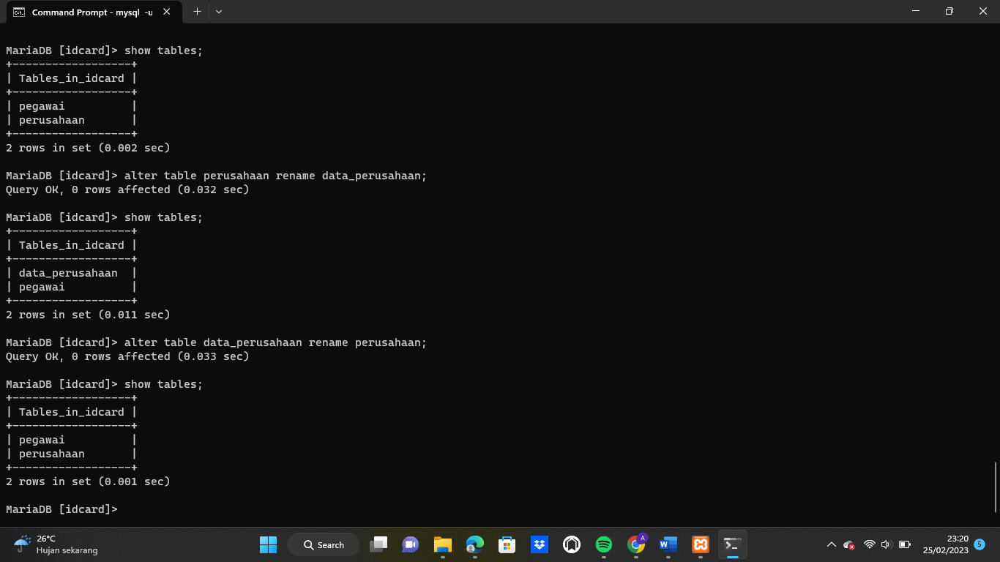 Command Prompt - mysql -u
MariaDB [idcard]> show tables;
+------------------+
| Tables_in_idcard |
+------------------+
| pegawai          |
| perusahaan       |
+------------------+
2 rows in set (0.002 sec)
MariaDB [idcard]> alter table perusahaan rename data_perusahaan;
Query OK, 0 rows affected (0.032 sec)
MariaDB [idcard]> show tables;
+------------------+
| Tables_in_idcard |
+------------------+
| data_perusahaan  |
| pegawai          |
+------------------+
2 rows in set (0.011 sec)
MariaDB [idcard]> alter table data_perusahaan rename perusahaan;
Query OK, 0 rows affected (0.033 sec)
MariaDB [idcard]> show tables;
+------------------+
| Tables_in_idcard |
+------------------+
| pegawai          |
| perusahaan       |
+------------------+
2 rows in set (0.001 sec)
MariaDB [idcard]>
26°C
Hujan sekarang
Search
A
W
23:20
25/02/2023
5